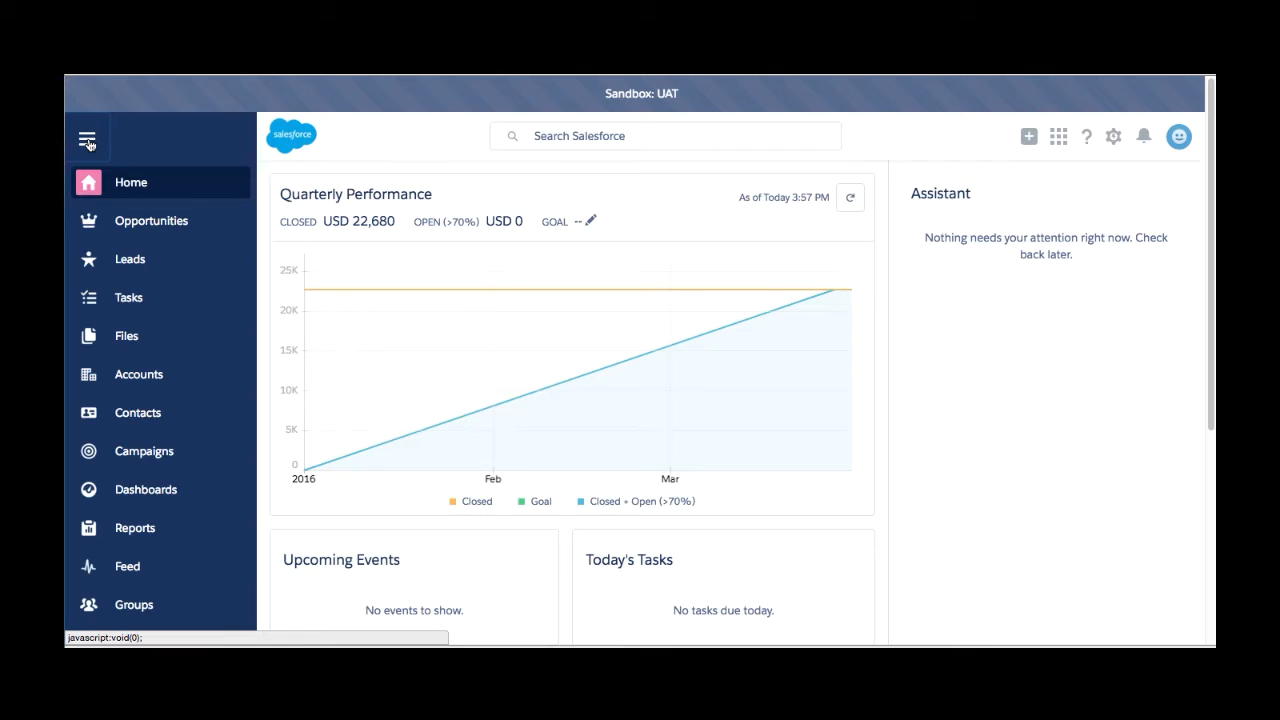 Sandbox: UAT
salesforce
Search Salesforce
?
Home
Opportunities
Leads
Tasks
Files
Accounts
Contacts
Campaigns
Dashboards
Reports
Feed
Groups
javascript:void(0);
Quarterly Performance
As of Today 3:57 PM
CLOSED USD 22,680 OPEN (>70%) USD 0 GOAL --
25K
20K
15K
10K
5K
0
2016 Feb Mar
Closed Goal Closed + Open (>70%)
Upcoming Events
No events to show.
Today's Tasks
No tasks due today.
Assistant
Nothing needs your attention right now. Check
back later.